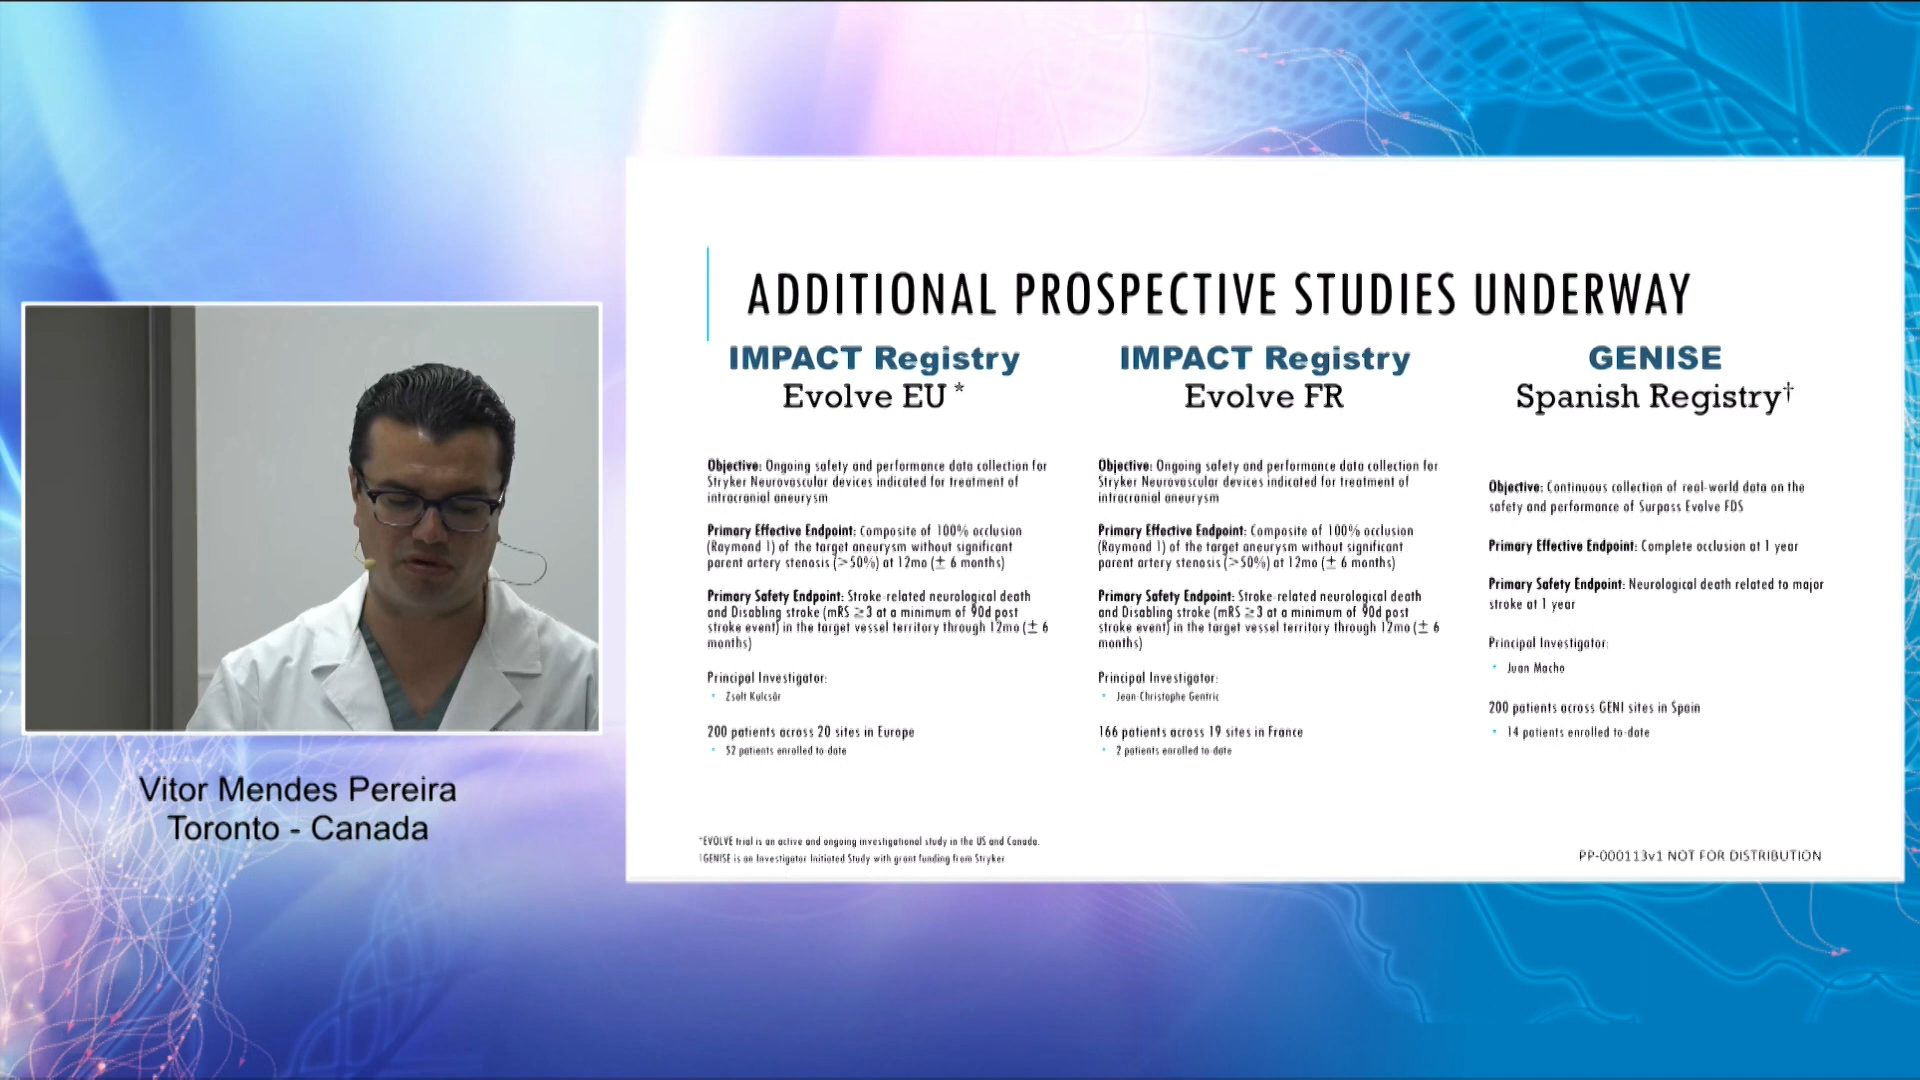 ADDITIONAL PROSPECTIVE STUDIES UNDERWAY
IMPACT Registry
Evolve EU *
Objective: Ongoing safety and performance data collection for
Stryker Neurovascular devices indicated for treatment of
intracranial aneurysm
Primary Effective Endpoint: Composite of 100% occlusion
(Raymond 1) of the target aneurysm without significant
parent artery stenosis (>50%) at 12mo (± 6 months)
Primary Safety Endpoint: Stroke-related neurological death
and Disabling stroke (mRS ≥3 at a minimum of 90d post
stroke event) in the target vessel territory through 12mo (± 6
months)
Principal Investigator:
• Zsolt Kulcsár
200 patients across 20 sites in Europe
• 52 patients enrolled to-date
IMPACT Registry
Evolve FR
Objective: Ongoing safety and performance data collection for
Stryker Neurovascular devices indicated for treatment of
intracranial aneurysm
Primary Effective Endpoint: Composite of 100% occlusion
(Raymond 1) of the target aneurysm without significant
parent artery stenosis (>50%) at 12mo (± 6 months)
Primary Safety Endpoint: Stroke-related neurological death
and Disabling stroke (mRS ≥3 at a minimum of 90d post
stroke event) in the target vessel territory through 12mo (± 6
months)
Principal Investigator:
• Jean-Christophe Gentric
166 patients across 19 sites in France
• 2 patients enrolled to-date
GENISE
Spanish Registry†
Objective: Continuous collection of real-world data on the
safety and performance of Surpass Evolve FDS
Primary Effective Endpoint: Complete occlusion at 1 year
Primary Safety Endpoint: Neurological death related to major
stroke at 1 year
Principal Investigator:
• Juan Macho
200 patients across GENI sites in Spain
• 14 patients enrolled to-date
*EVOLVE trial is an active and ongoing investigational study in the US and Canada.
†GENISE is an Investigator Initiated Study with grant funding from Stryker
PP-000113v1 NOT FOR DISTRIBUTION
Vitor Mendes Pereira
Toronto - Canada